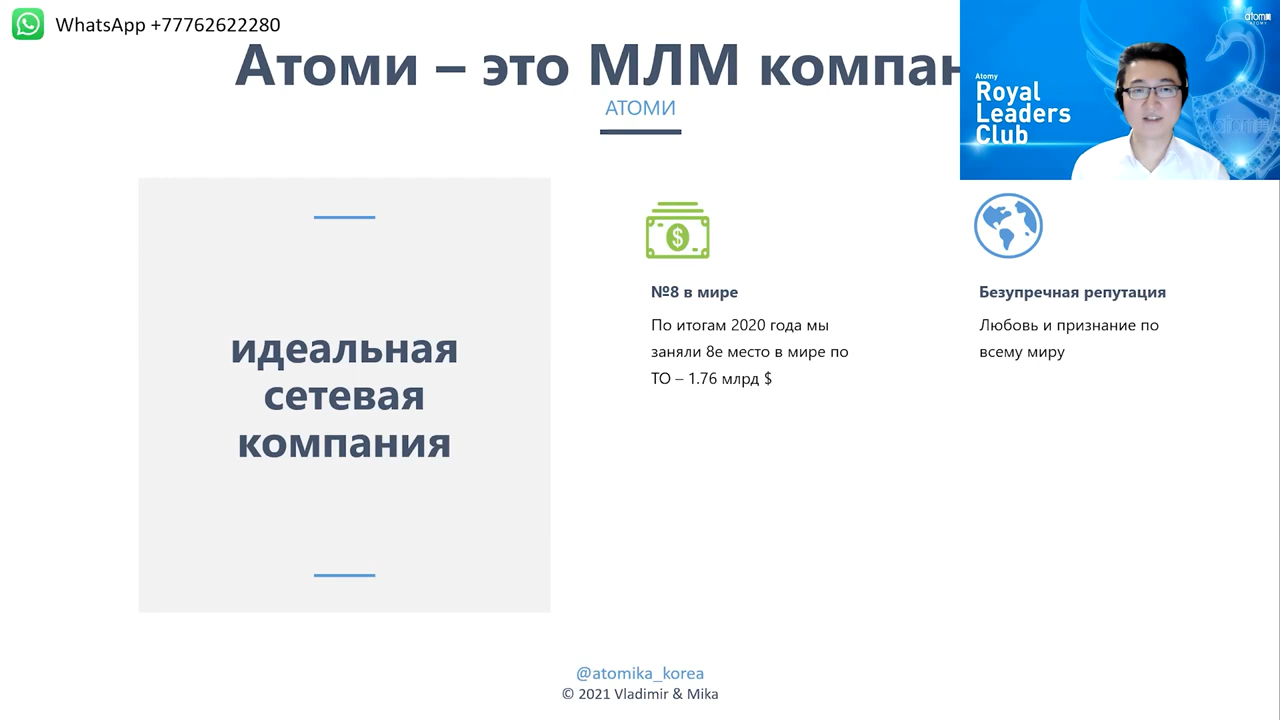 WhatsApp +77762622280
Атоми – это МЛМ компан
АТОМИ
atomy
ATOMY
Atomy
Royal
Leaders
Club
идеальная
сетевая
компания
$
№8 в мире
По итогам 2020 года мы
заняли 8е место в мире по
ТО – 1.76 млрд $
Безупречная репутация
Любовь и признание по
всему миру
@atomika_korea
© 2021 Vladimir & Mika